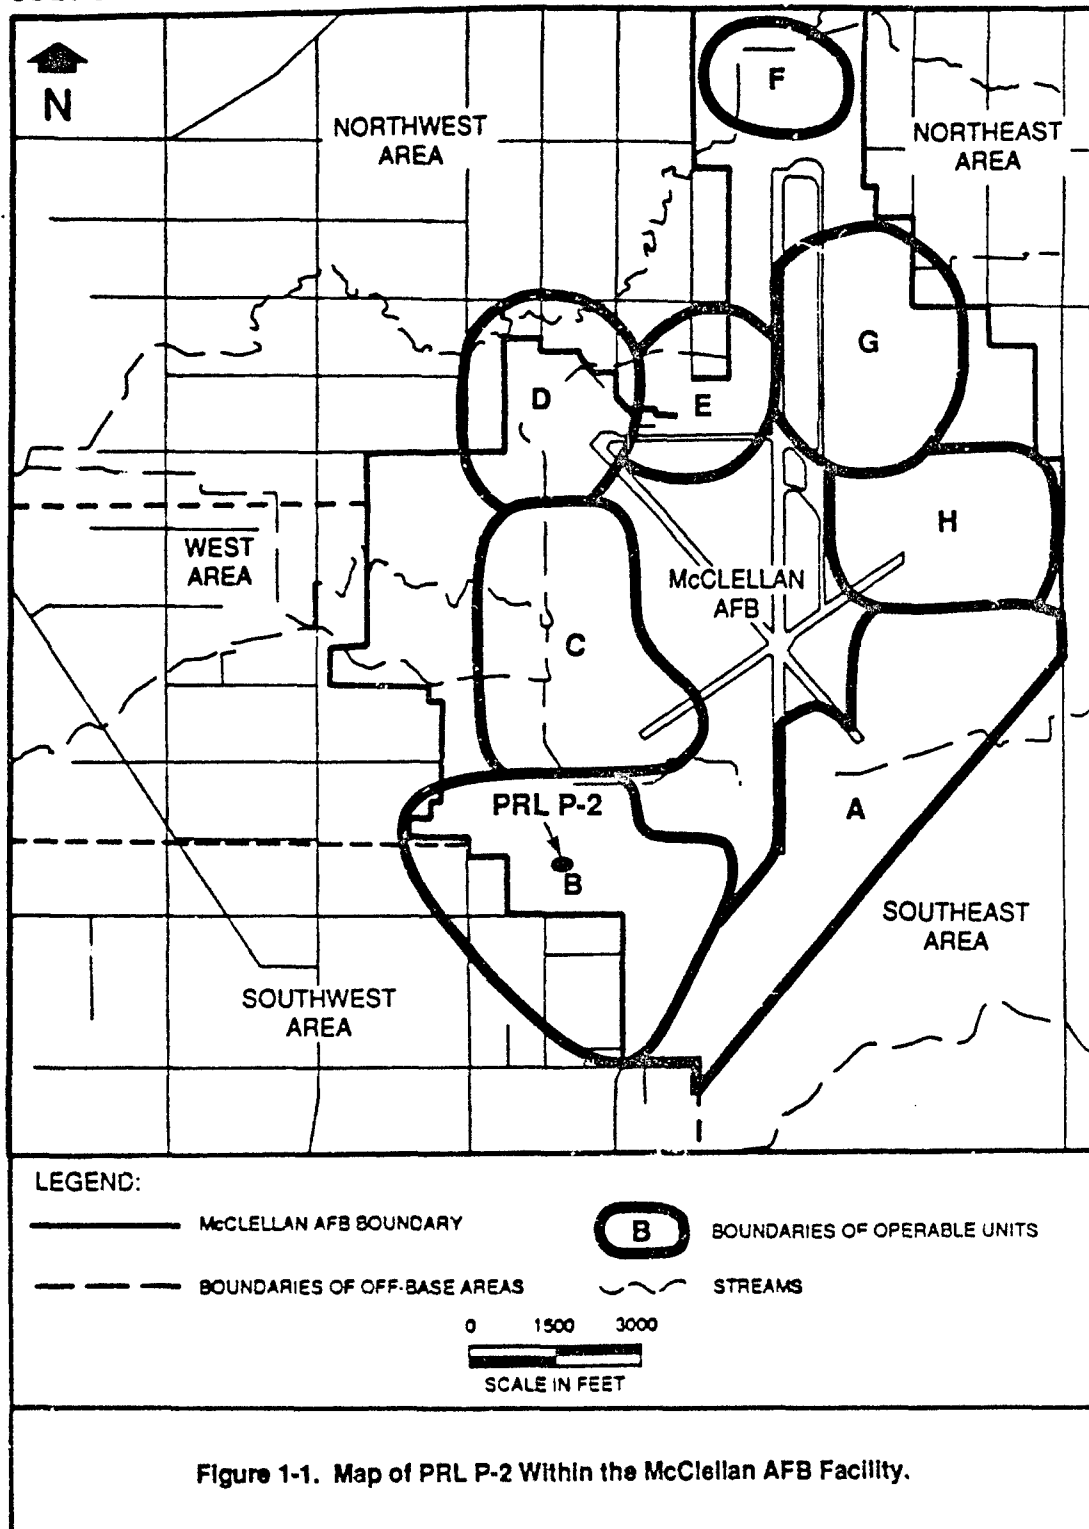 N
F
NORTHWEST
AREA
NORTHEAST
AREA
G
D
E
H
WEST
AREA
McCLELLAN
AFB
C
PRL P-2
A
B
SOUTHEAST
AREA
SOUTHWEST
AREA
LEGEND:
McCLELLAN AFB BOUNDARY
B
BOUNDARIES OF OPERABLE UNITS
BOUNDARIES OF OFF-BASE AREAS
STREAMS
0 1500 3000
SCALE IN FEET
Figure 1-1. Map of PRL P-2 Within the McClellan AFB Facility.